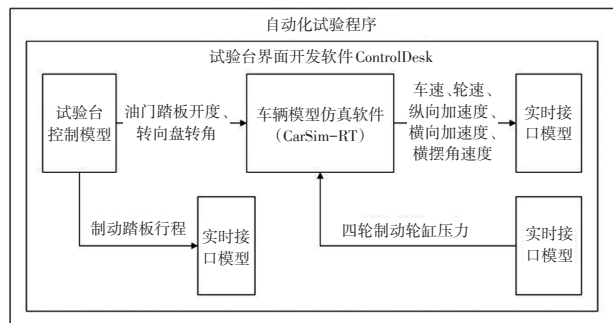 自动化试验程序
试验台界面开发软件ControlDesk
试验台
控制模型
油门踏板开度、
转向盘转角
车辆模型仿真软件
（CarSim-RT）
车速、轮速、
纵向加速度、
横向加速度、
横摆角速度
实时接
口模型
制动踏板行程
实时接
口模型
四轮制动轮缸压力
实时接
口模型